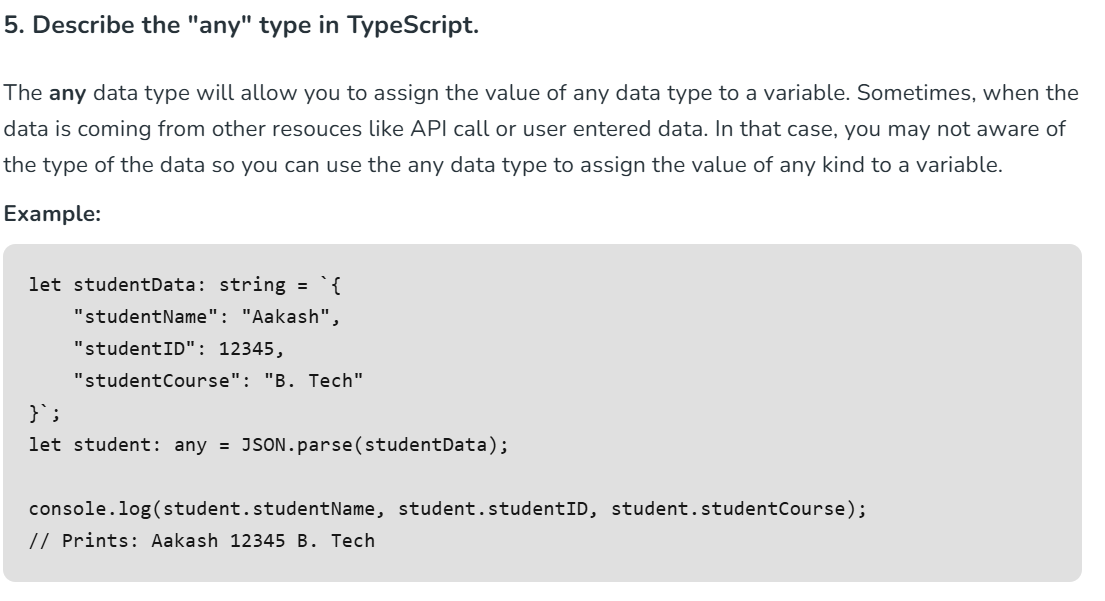 5. Describe the "any" type in TypeScript.
The any data type will allow you to assign the value of any data type to a variable. Sometimes, when the
data is coming from other resouces like API call or user entered data. In that case, you may not aware of
the type of the data so you can use the any data type to assign the value of any kind to a variable.
Example:
let studentData: string = `{
    "studentName": "Aakash",
    "studentID": 12345,
    "studentCourse": "B. Tech"
}`;
let student: any = JSON.parse(studentData);
console.log(student.studentName, student.studentID, student.studentCourse);
// Prints: Aakash 12345 B. Tech